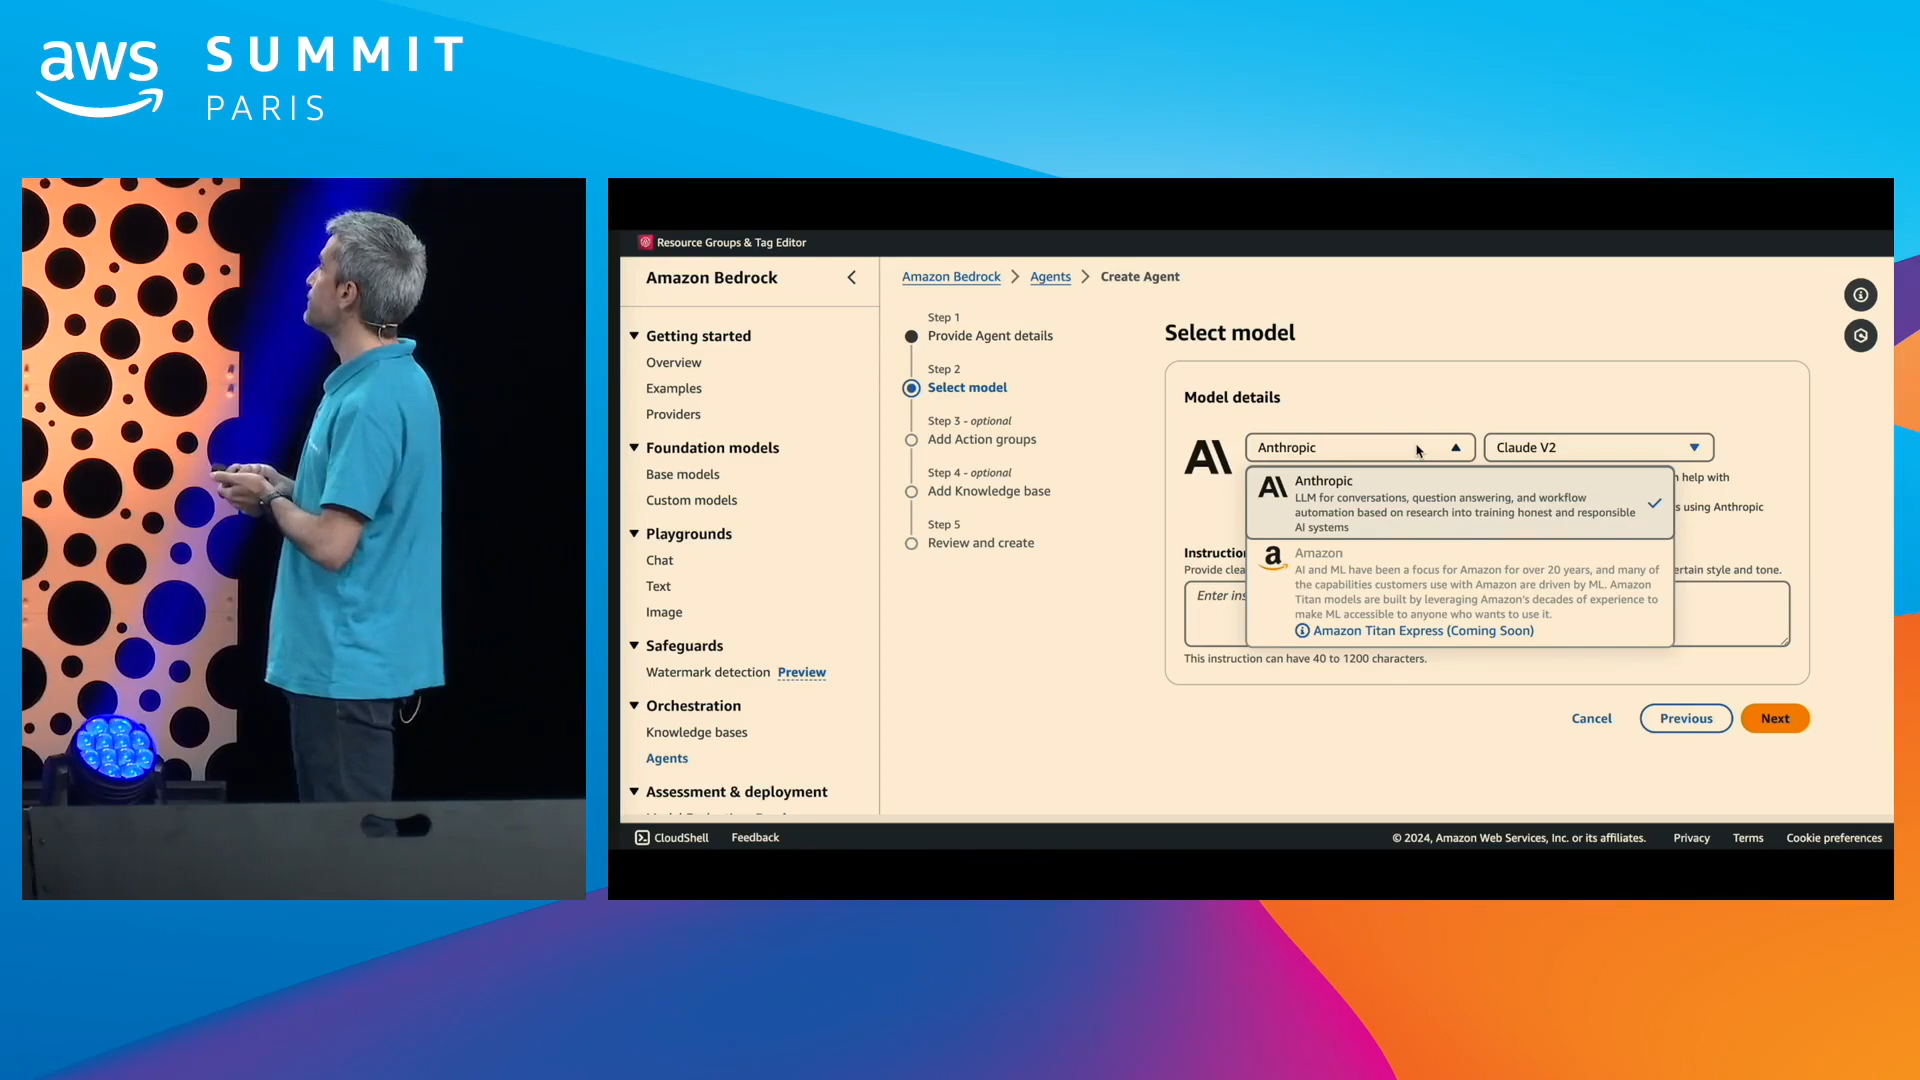 aws SUMMIT
PARIS
Resource Groups & Tag Editor
Amazon Bedrock
Getting started
Overview
Examples
Providers
Foundation models
Base models
Custom models
Playgrounds
Chat
Text
Image
Safeguards
Watermark detection Preview
Orchestration
Knowledge bases
Agents
Assessment & deployment
Amazon Bedrock > Agents > Create Agent
Step 1
Provide Agent details
Step 2
Select model
Step 3 - optional
Add Action groups
Step 4 - optional
Add Knowledge base
Step 5
Review and create
Select model
Model details
Anthropic
Claude V2
Anthropic
LLM for conversations, question answering, and workflow
automation based on research into training honest and responsible
AI systems
help with
using Anthropic
Amazon
AI and ML have been a focus for Amazon for over 20 years, and many of
the capabilities customers use with Amazon are driven by ML. Amazon
Titan models are built by leveraging Amazon's decades of experience to
make ML accessible to anyone who wants to use it.
Amazon Titan Express (Coming Soon)
Provide
style and tone.
Enter
This instruction can have 40 to 1200 characters.
Cancel
Previous
Next
CloudShell
Feedback
© 2024, Amazon Web Services, Inc. or its affiliates.
Privacy
Terms
Cookie preferences